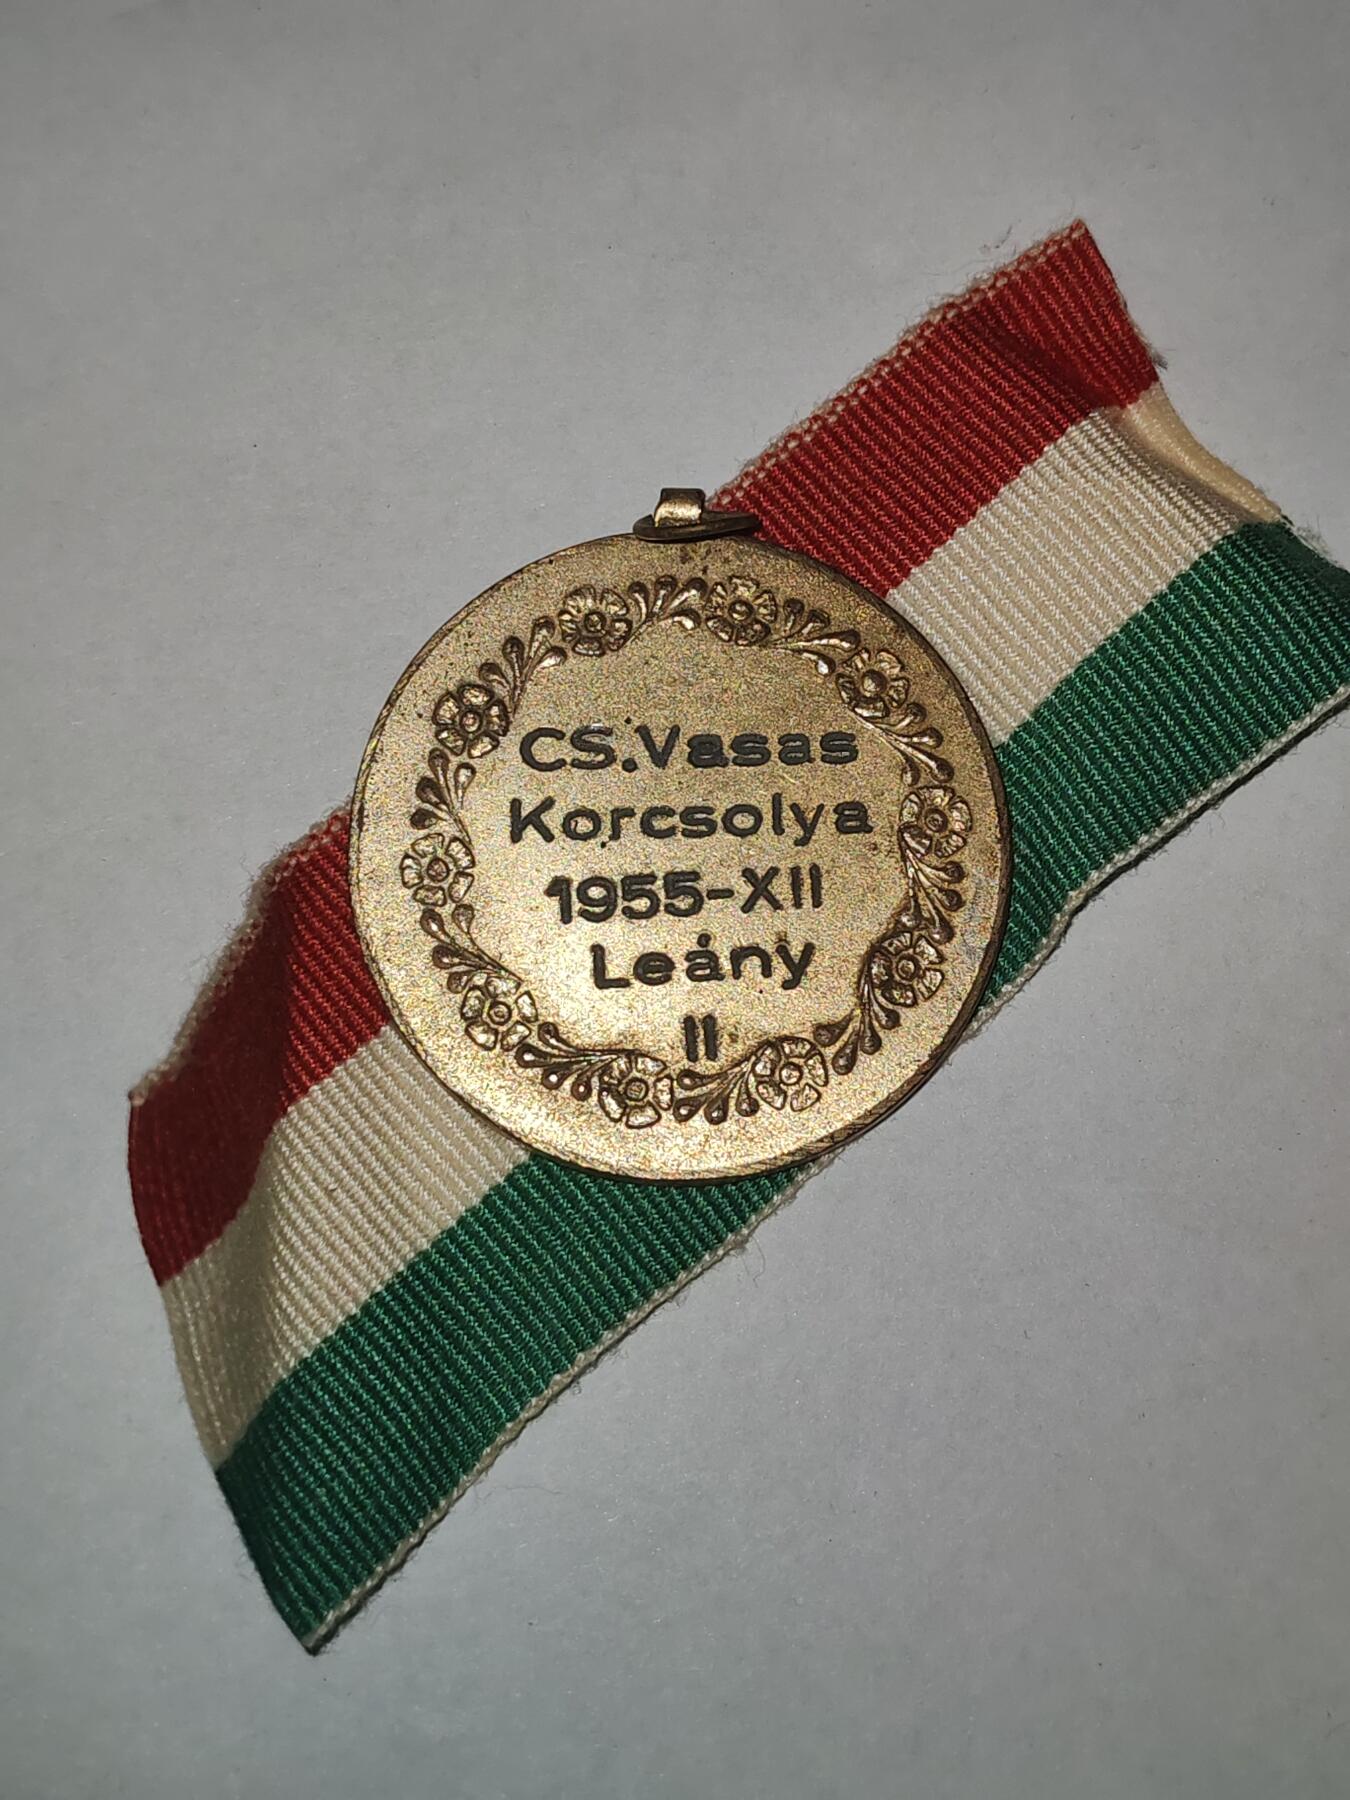 CS.Vasas
Korcsolya
1955-XII
Leány
II